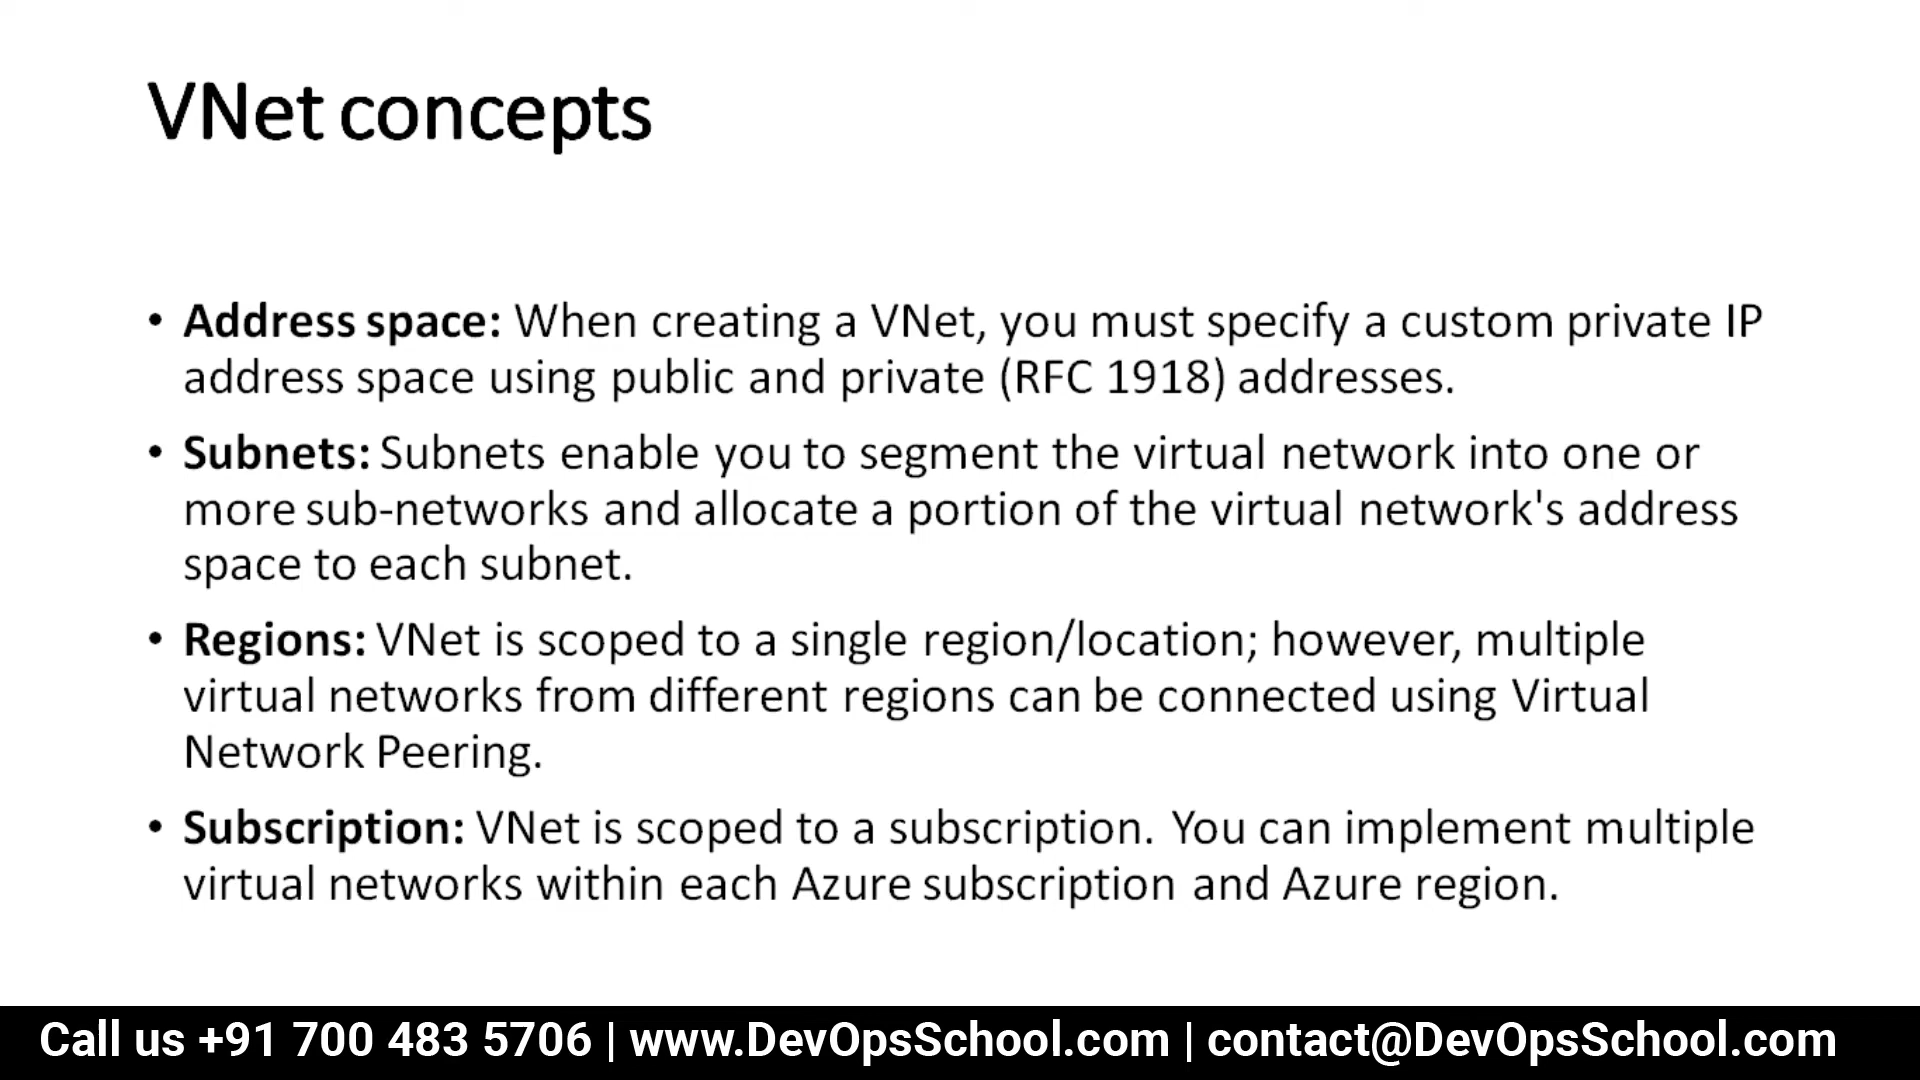 VNet concepts
• Address space: When creating a VNet, you must specify a custom private IP
address space using public and private (RFC 1918) addresses.
• Subnets: Subnets enable you to segment the virtual network into one or
more sub-networks and allocate a portion of the virtual network's address
space to each subnet.
• Regions: VNet is scoped to a single region/location; however, multiple
virtual networks from different regions can be connected using Virtual
Network Peering.
• Subscription: VNet is scoped to a subscription. You can implement multiple
virtual networks within each Azure subscription and Azure region.
Call us +91 700 483 5706 | www.DevOpsSchool.com | contact@DevOpsSchool.com